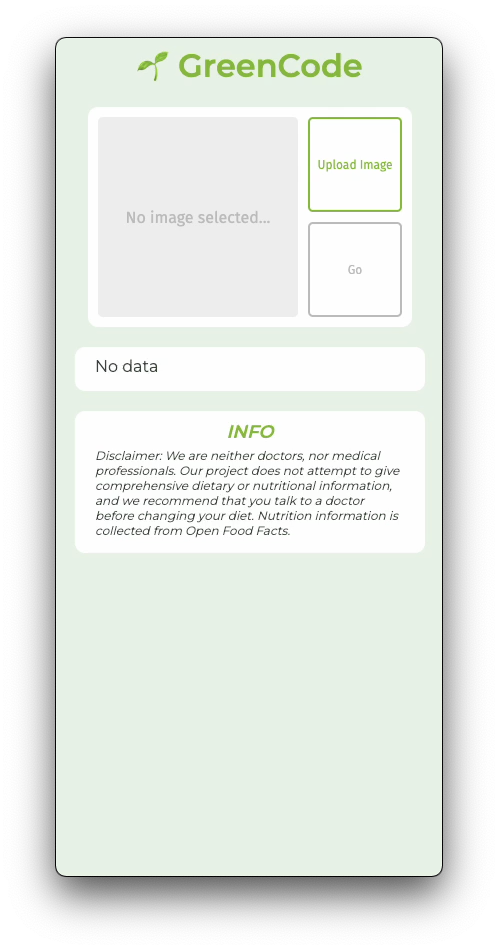 GreenCode
No image selected...
Upload Image
Go
No data
INFO
Disclaimer: We are neither doctors, nor medical
professionals. Our project does not attempt to give
comprehensive dietary or nutritional information,
and we recommend that you talk to a doctor
before changing your diet. Nutrition information is
collected from Open Food Facts.